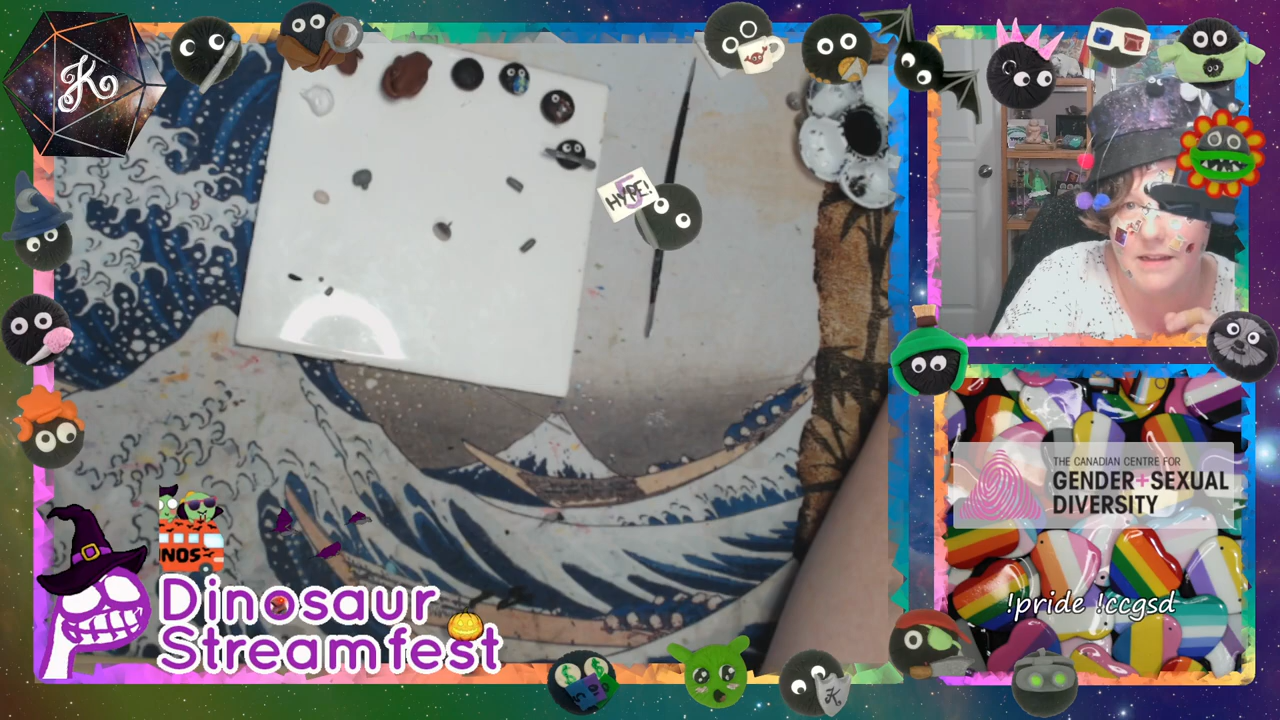 K
HYPE!
NOS
Dinosaur
Streamfest
THE CANADIAN CENTRE FOR
GENDER+SEXUAL
DIVERSITY
!pride !ccgsd